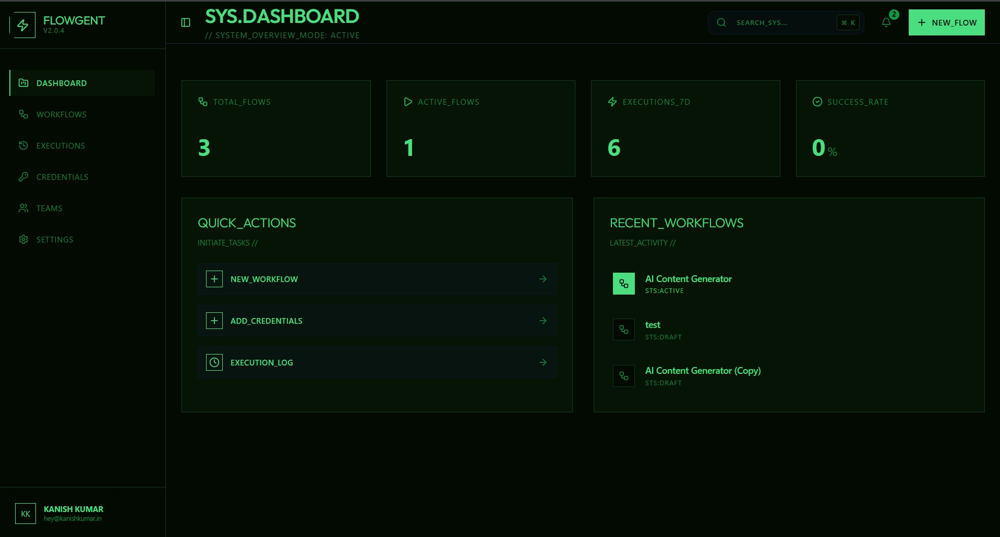 FLOWGENT
V2.0.4
DASHBOARD
WORKFLOWS
EXECUTIONS
CREDENTIALS
TEAMS
SETTINGS
KK
KANISH KUMAR
hey@kanishkumar.in
SYS.DASHBOARD
// SYSTEM_OVERVIEW_MODE: ACTIVE
SEARCH_SYS...
⌘ K
2
NEW_FLOW
TOTAL_FLOWS
3
ACTIVE_FLOWS
1
EXECUTIONS_7D
6
SUCCESS_RATE
0%
QUICK_ACTIONS
INITIATE_TASKS //
NEW_WORKFLOW
ADD_CREDENTIALS
EXECUTION_LOG
RECENT_WORKFLOWS
LATEST_ACTIVITY //
AI Content Generator
STS:ACTIVE
test
STS:DRAFT
AI Content Generator (Copy)
STS:DRAFT